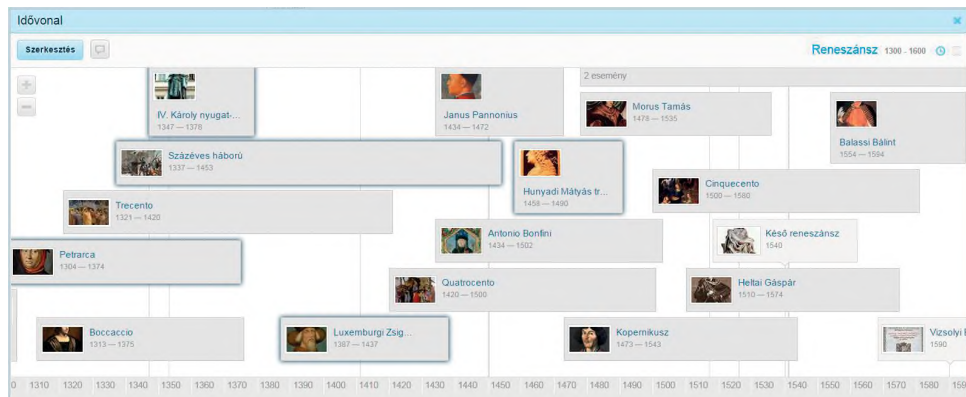 Idővonal
Szerkesztés
Reneszánsz 1300 - 1600
2 esemény
IV. Károly nyugat-...
1347 — 1378
Janus Pannonius
1434 — 1472
Morus Tamás
1478 — 1535
Balassi Bálint
1554 — 1594
Százéves háború
1337 — 1453
Hunyadi Mátyás tr...
1458 — 1490
Cinquecento
1500 — 1580
Trecento
1321 — 1420
Antonio Bonfini
1434 — 1502
Késő reneszánsz
1540
Petrarca
1304 — 1374
Quatrocento
1420 — 1500
Heltai Gáspár
1510 — 1574
Boccaccio
1313 — 1375
Luxemburgi Zsig...
1387 — 1437
Kopernikusz
1473 — 1543
Vizsolyi
1590
0 1310 1320 1330 1340 1350 1360 1370 1380 1390 1400 1410 1420 1430 1440 1450 1460 1470 1480 1490 1500 1510 1520 1530 1540 1550 1560 1570 1580 159